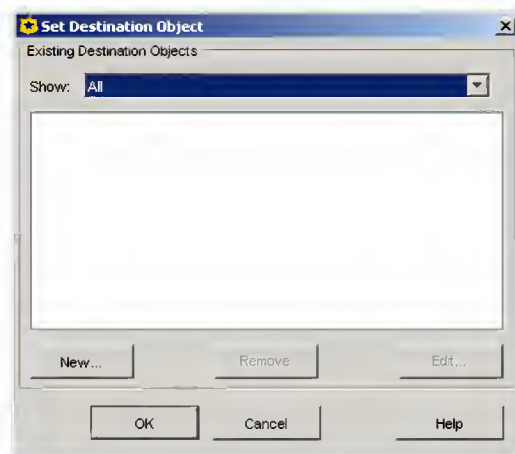 Set Destination Object
Existing Destination Objects
Show: All
New...
Remove
Edit...
OK
Cancel
Help